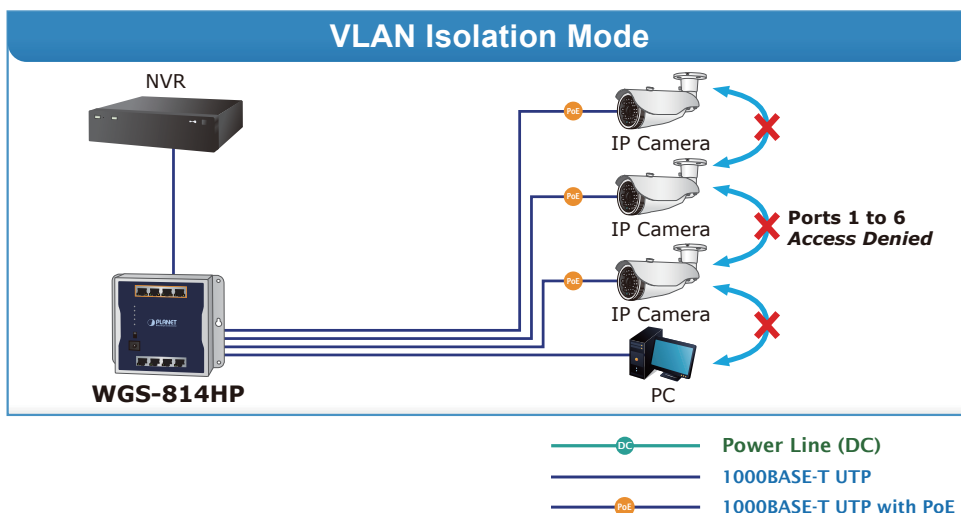 VLAN Isolation Mode
NVR
PoE
IP Camera
PoE
IP Camera
Ports 1 to 6
Access Denied
PoE
IP Camera
PLANET
WGS-814HP
PC
DC
Power Line (DC)
1000BASE-T UTP
PoE
1000BASE-T UTP with PoE